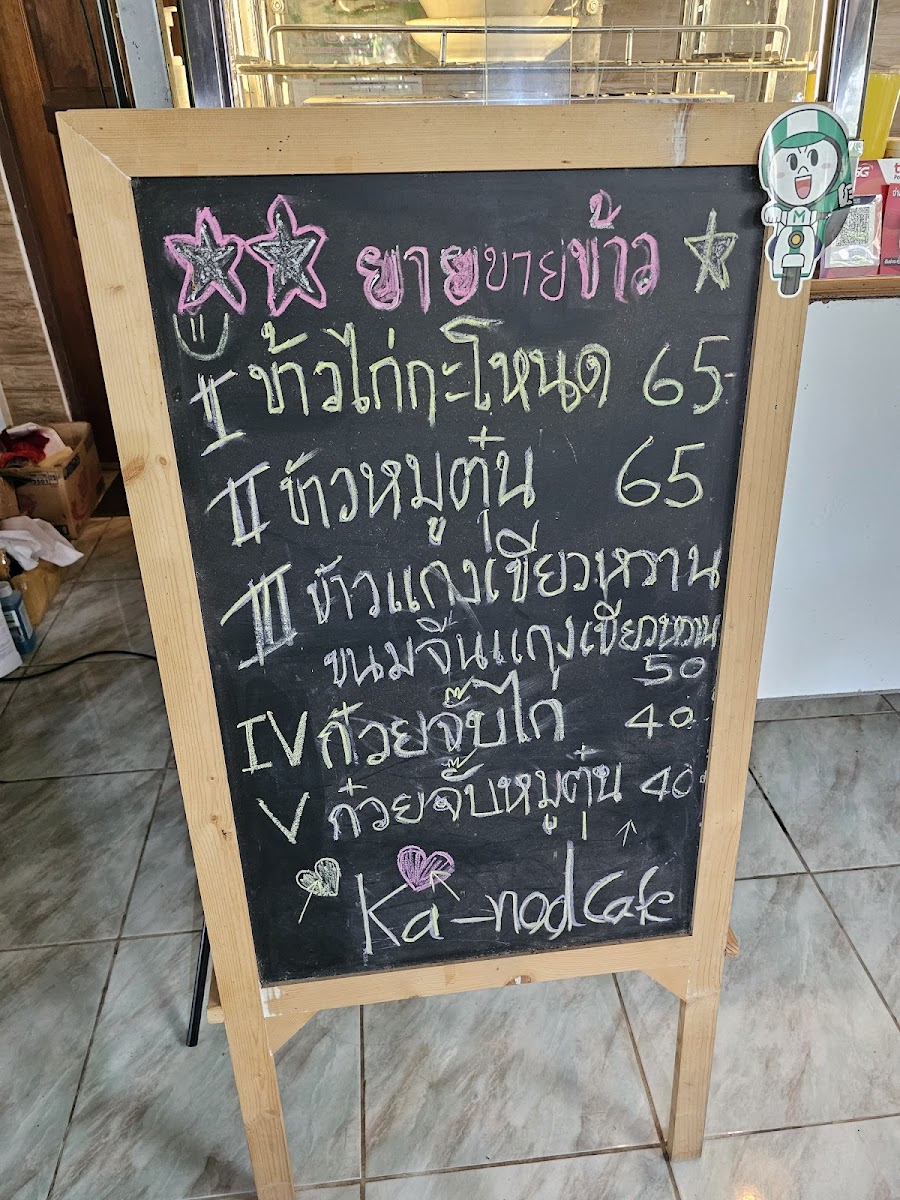 ยายขายข้าว
I ข้าวไก่กะโหนด 65
II ข้าวหมูตุ๋น 65
III ข้าวแกงเขียวหวาน
ขนมจีนแกงเขียวหวาน
50
IV ก๋วยจั๊บไก่ 40
V ก๋วยจั๊บหมูตุ๋น 40
Ka-nod Cafe
M